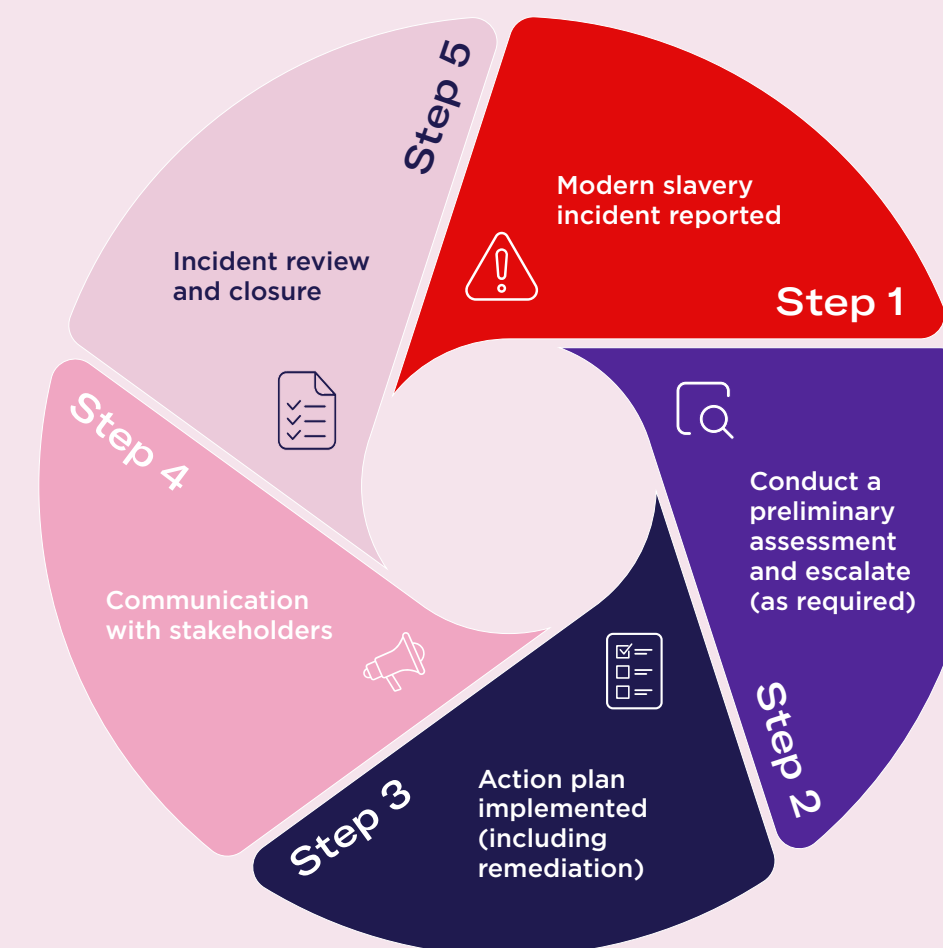 Step 1
Modern slavery
incident reported
Step 2
Conduct a
preliminary
assessment
and escalate
(as required)
Step 3
Action plan
implemented
(including
remediation)
Step 4
Communication
with stakeholders
Step 5
Incident review
and closure